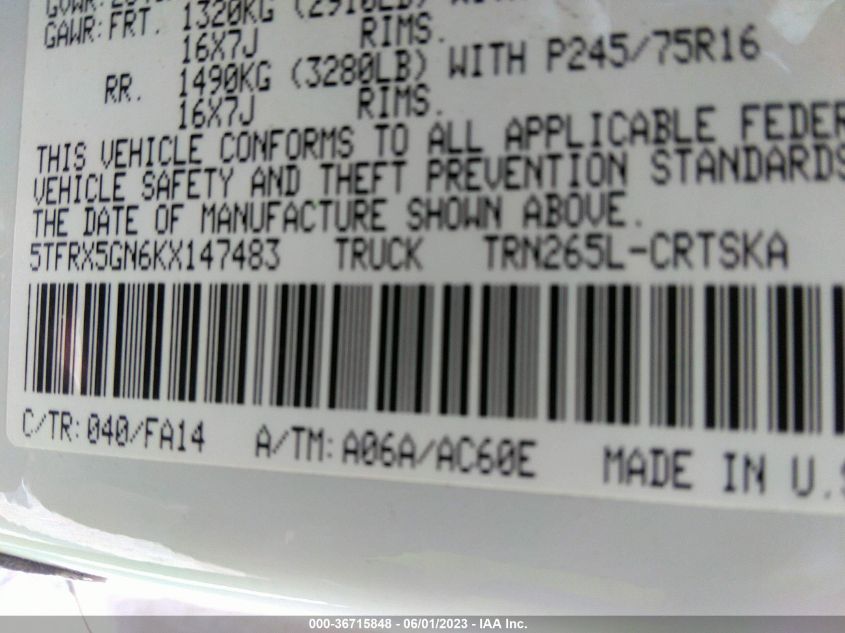 GAWR: FRT. 1320KG (2910LB)
16X7J RIMS.
RR. 1490KG (3280LB) WITH P245/75R16
16X7J RIMS.
THIS VEHICLE CONFORMS TO ALL APPLICABLE FEDER
VEHICLE SAFETY AND THEFT PREVENTION STANDARDS
THE DATE OF MANUFACTURE SHOWN ABOVE.
5TFRX5GN6KX147483 TRUCK TRN265L-CRTSKA
C/TR: 040/FA14 A/TM: A06A/AC60E MADE IN U.S
000-36715848 - 06/01/2023 - IAA Inc.